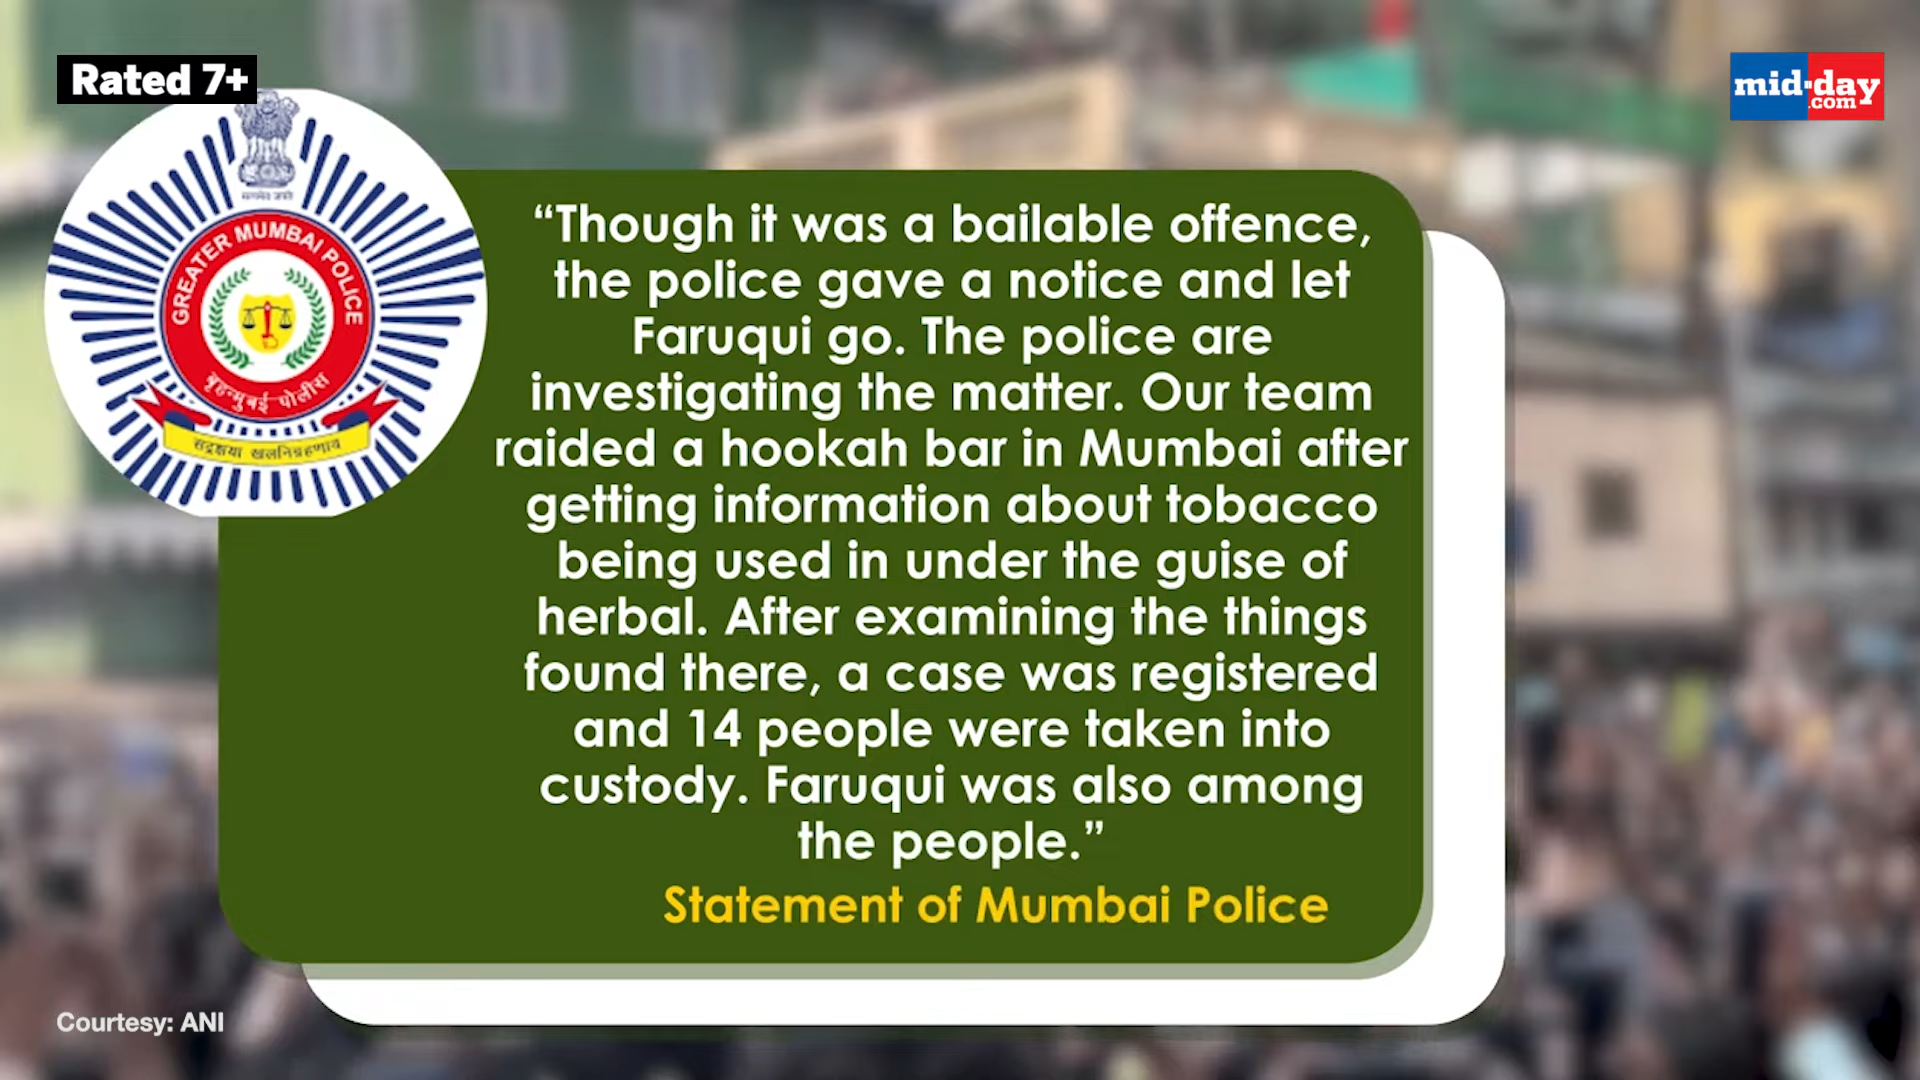 Rated 7+
mid-day
.com
GREATER MUMBAI POLICE
बृहन्मुंबई पोलीस
“Though it was a bailable offence,
the police gave a notice and let
Faruqui go. The police are
investigating the matter. Our team
raided a hookah bar in Mumbai after
getting information about tobacco
being used in under the guise of
herbal. After examining the things
found there, a case was registered
and 14 people were taken into
custody. Faruqui was also among
the people.”
Statement of Mumbai Police
Courtesy: ANI